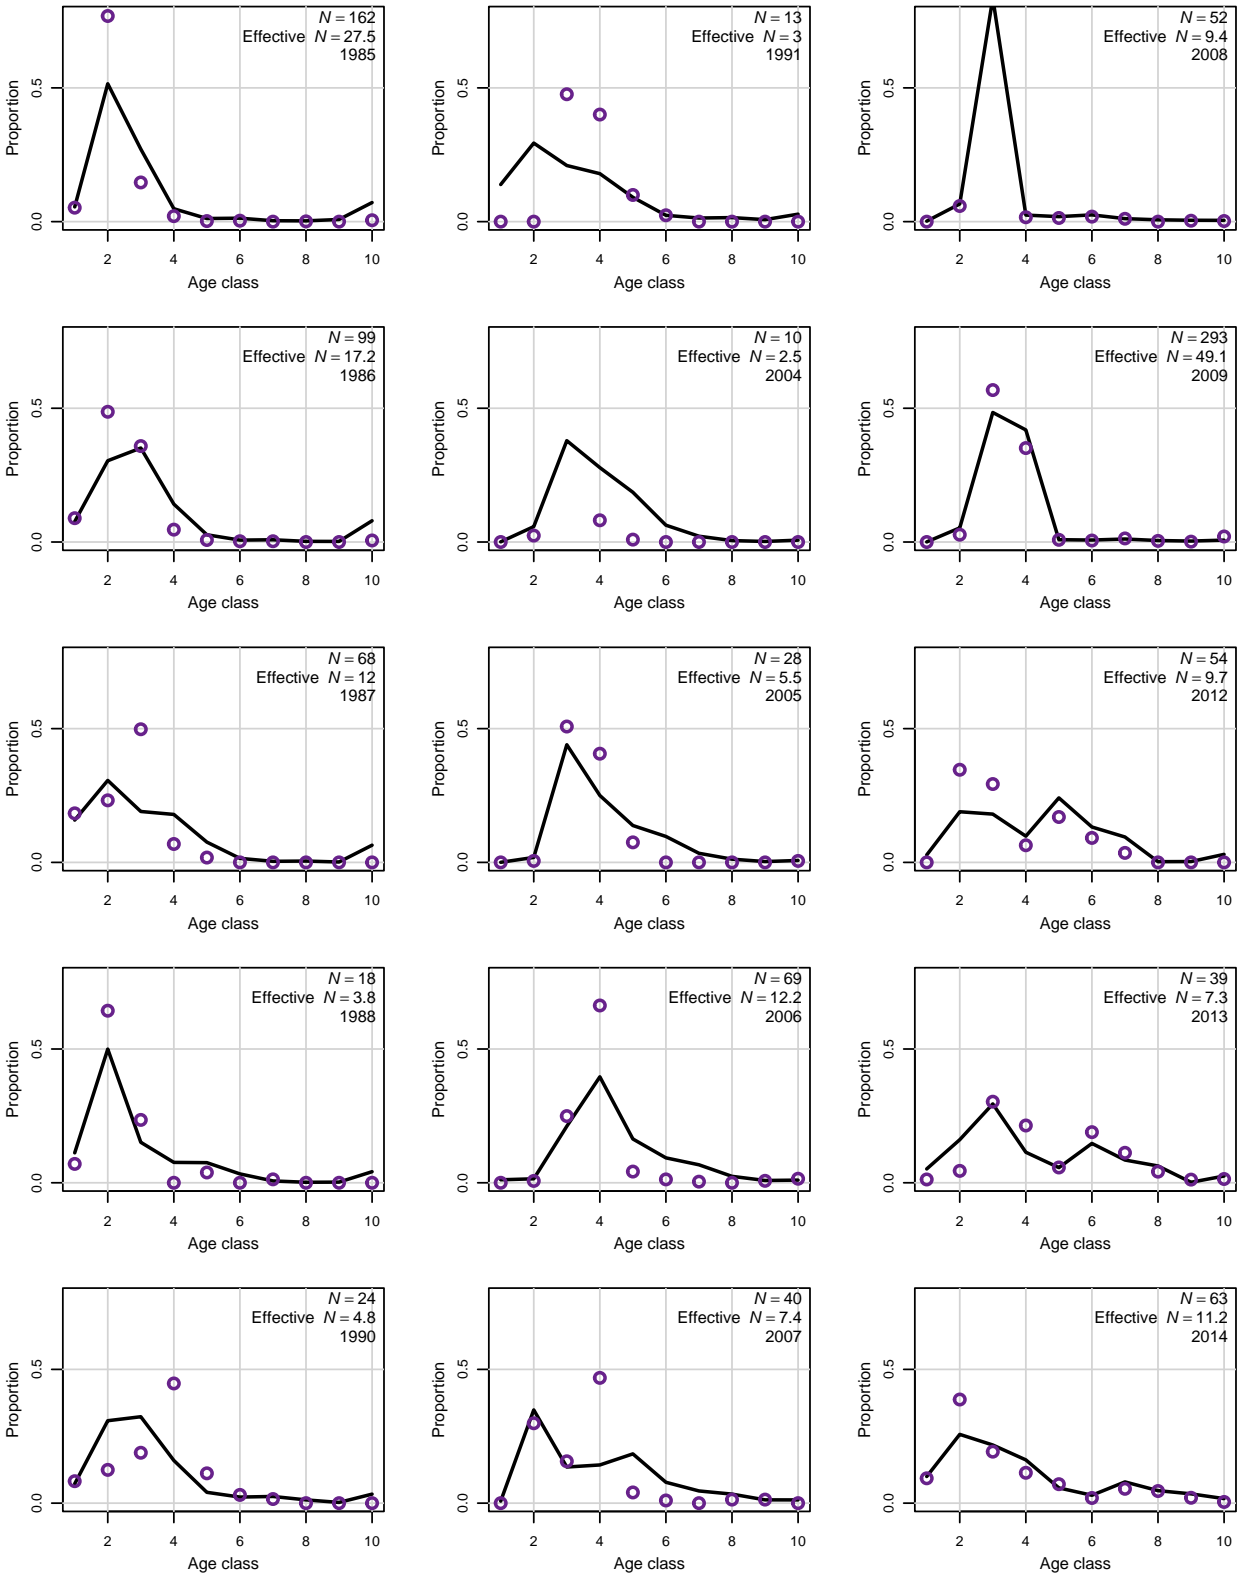 N = 162
Effective N = 27.5
1985
Proportion
0.5
0.0
2 4 6 8 10
Age class
N = 13
Effective N = 3
1991
Proportion
0.5
0.0
2 4 6 8 10
Age class
N = 52
Effective N = 9.4
2008
Proportion
0.5
0.0
2 4 6 8 10
Age class
N = 99
Effective N = 17.2
1986
Proportion
0.5
0.0
2 4 6 8 10
Age class
N = 10
Effective N = 2.5
2004
Proportion
0.5
0.0
2 4 6 8 10
Age class
N = 293
Effective N = 49.1
2009
Proportion
0.5
0.0
2 4 6 8 10
Age class
N = 68
Effective N = 12
1987
Proportion
0.5
0.0
2 4 6 8 10
Age class
N = 28
Effective N = 5.5
2005
Proportion
0.5
0.0
2 4 6 8 10
Age class
N = 54
Effective N = 9.7
2012
Proportion
0.5
0.0
2 4 6 8 10
Age class
N = 18
Effective N = 3.8
1988
Proportion
0.5
0.0
2 4 6 8 10
Age class
N = 69
Effective N = 12.2
2006
Proportion
0.5
0.0
2 4 6 8 10
Age class
N = 39
Effective N = 7.3
2013
Proportion
0.5
0.0
2 4 6 8 10
Age class
N = 24
Effective N = 4.8
1990
Proportion
0.5
0.0
2 4 6 8 10
Age class
N = 40
Effective N = 7.4
2007
Proportion
0.5
0.0
2 4 6 8 10
Age class
N = 63
Effective N = 11.2
2014
Proportion
0.5
0.0
2 4 6 8 10
Age class